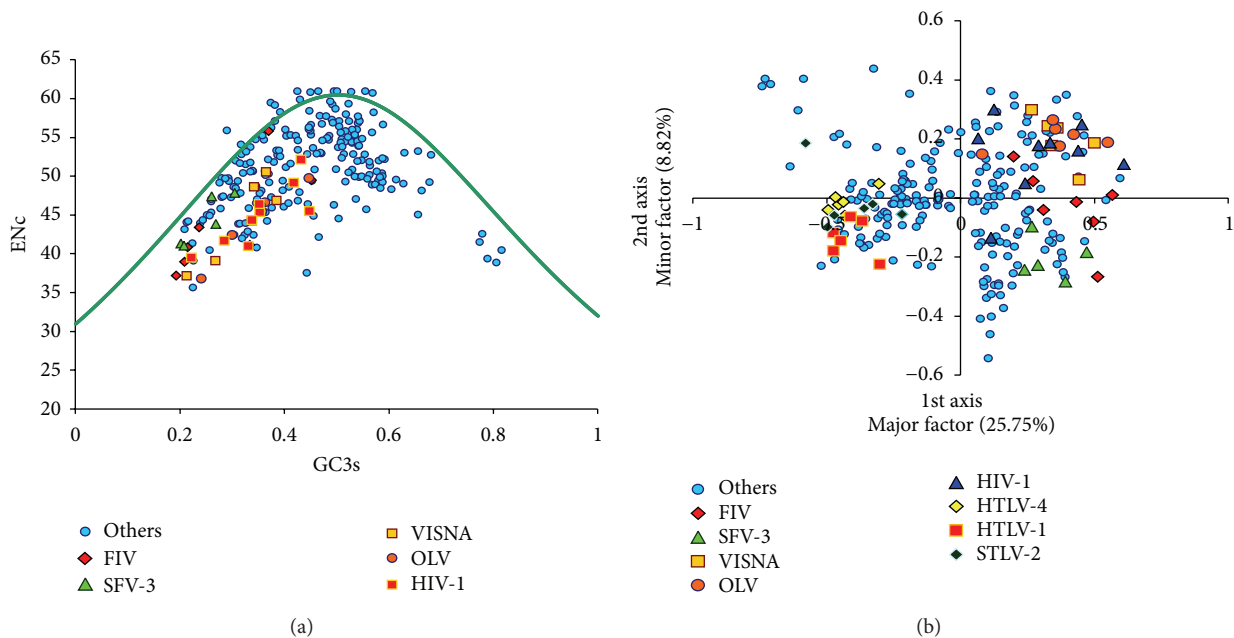 65
60
55
50
45
40
35
30
25
20
ENc
0
0.2
0.4
0.6
0.8
1
GC3s
Others
FIV
SFV-3
VISNA
OLV
HIV-1
(a)
0.6
0.4
0.2
0
−0.2
−0.4
−0.6
−1
−0.5
0
0.5
1
2nd axis
Minor factor (8.82%)
1st axis
Major factor (25.75%)
Others
FIV
SFV-3
VISNA
OLV
HIV-1
HTLV-4
HTLV-1
STLV-2
(b)